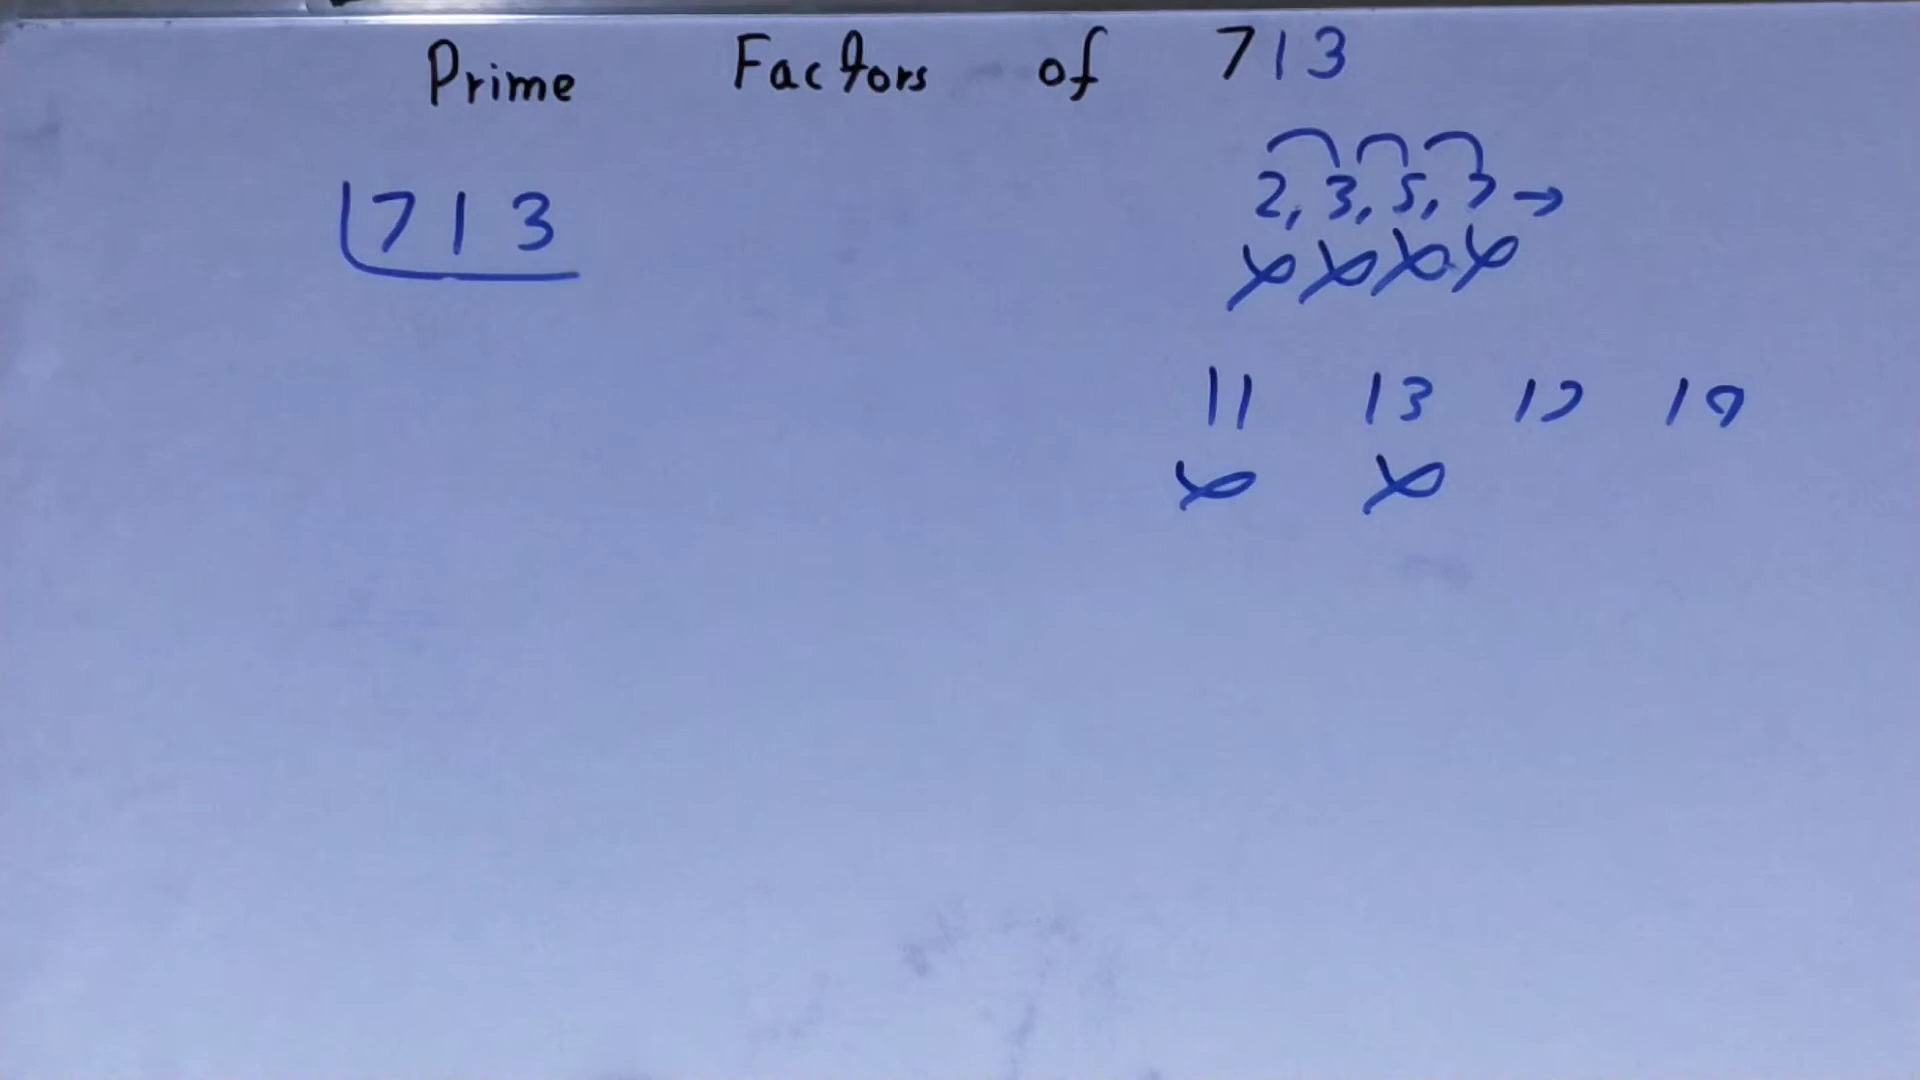 Prime Factors of 713
713
2, 3, 5, 7 →
11 13 17 19